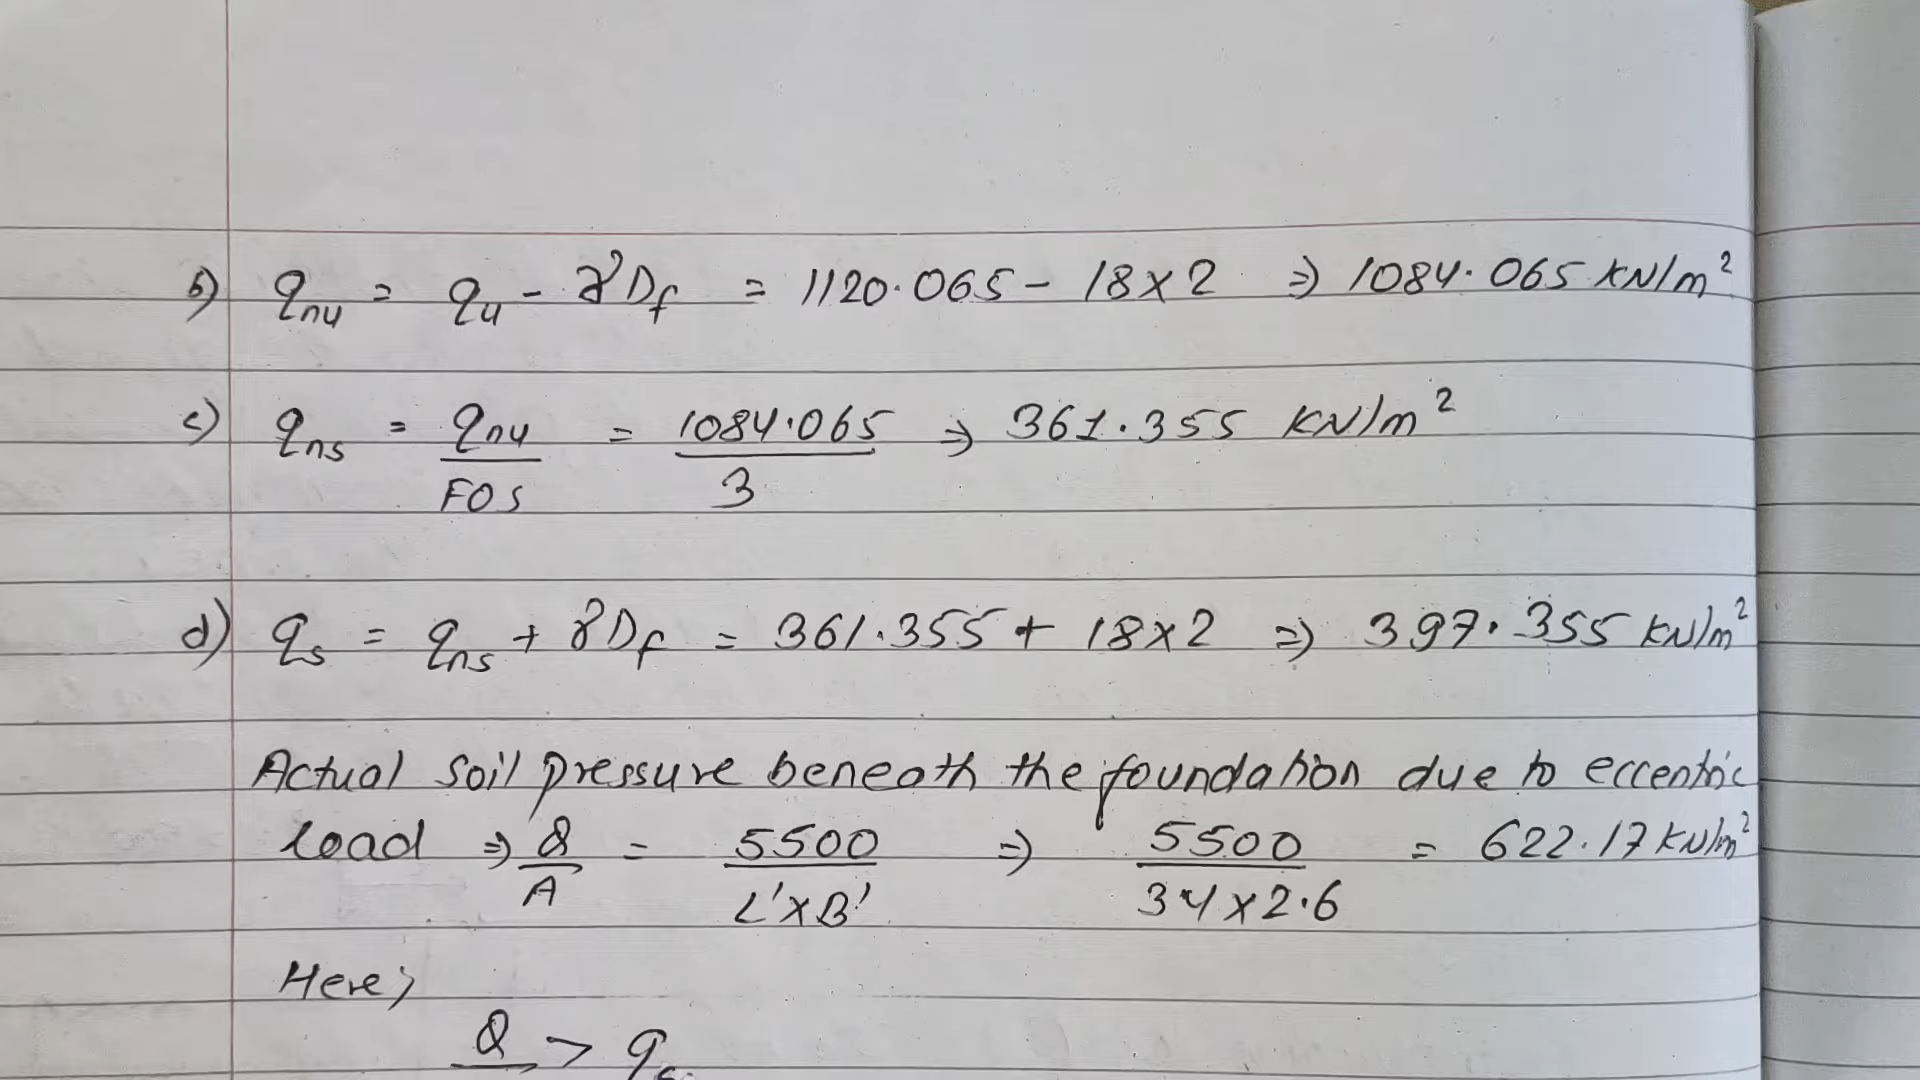 b) qnu = qu - γDf = 1120.065 - 18×2 ⇒ 1084.065 KN/m²
c) qns = qnu/FOS = 1084.065/3 ⇒ 361.355 KN/m²
d) qs = qns + γDf = 361.355 + 18×2 ⇒ 397.355 KN/m²
Actual soil pressure beneath the foundation due to eccentric
load ⇒ Q/A = 5500/L'×B' ⇒ 5500/34×2.6 = 622.17 KN/m²
Here,
Q > qs